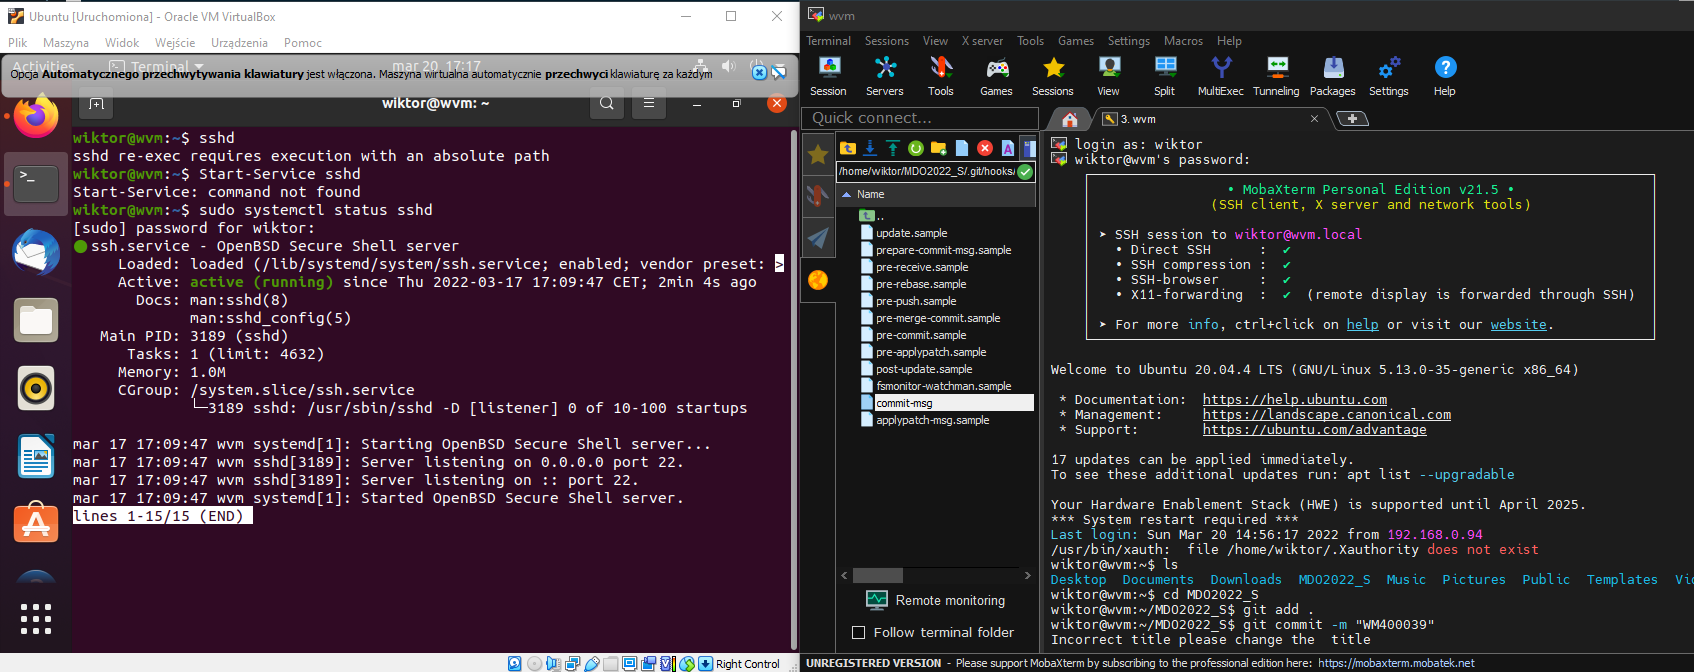 Ubuntu [Uruchomiona] - Oracle VM VirtualBox
Plik Maszyna Widok Wejście Urządzenia Pomoc
Activities Terminal mar 20 17:17
Opcja Automatycznego przechwytywania klawiatury jest włączona. Maszyna wirtualna automatycznie przechwyci klawiaturę za każdym
wiktor@wvm: ~
wiktor@wvm:~$ sshd
sshd re-exec requires execution with an absolute path
wiktor@wvm:~$ Start-Service sshd
Start-Service: command not found
wiktor@wvm:~$ sudo systemctl status sshd
[sudo] password for wiktor:
● ssh.service - OpenBSD Secure Shell server
Loaded: loaded (/lib/systemd/system/ssh.service; enabled; vendor preset: >
Active: active (running) since Thu 2022-03-17 17:09:47 CET; 2min 4s ago
Docs: man:sshd(8)
man:sshd_config(5)
Main PID: 3189 (sshd)
Tasks: 1 (limit: 4632)
Memory: 1.0M
CGroup: /system.slice/ssh.service
└─3189 sshd: /usr/sbin/sshd -D [listener] 0 of 10-100 startups
mar 17 17:09:47 wvm systemd[1]: Starting OpenBSD Secure Shell server...
mar 17 17:09:47 wvm sshd[3189]: Server listening on 0.0.0.0 port 22.
mar 17 17:09:47 wvm sshd[3189]: Server listening on :: port 22.
mar 17 17:09:47 wvm systemd[1]: Started OpenBSD Secure Shell server.
lines 1-15/15 (END)
Right Control
wvm
Terminal Sessions View X server Tools Games Settings Macros Help
Session Servers Tools Games Sessions View Split MultiExec Tunneling Packages Settings Help
Quick connect...
3. wvm
/home/wiktor/MDO2022_S/.git/hooks/
Name
..
update.sample
prepare-commit-msg.sample
pre-receive.sample
pre-rebase.sample
pre-push.sample
pre-merge-commit.sample
pre-commit.sample
pre-applypatch.sample
post-update.sample
fsmonitor-watchman.sample
commit-msg
applypatch-msg.sample
Remote monitoring
Follow terminal folder
login as: wiktor
wiktor@wvm's password:
• MobaXterm Personal Edition v21.5 •
(SSH client, X server and network tools)
➤ SSH session to wiktor@wvm.local
• Direct SSH : ✔
• SSH compression : ✔
• SSH-browser : ✔
• X11-forwarding : ✔ (remote display is forwarded through SSH)
➤ For more info, ctrl+click on help or visit our website.
Welcome to Ubuntu 20.04.4 LTS (GNU/Linux 5.13.0-35-generic x86_64)
* Documentation: https://help.ubuntu.com
* Management: https://landscape.canonical.com
* Support: https://ubuntu.com/advantage
17 updates can be applied immediately.
To see these additional updates run: apt list --upgradable
Your Hardware Enablement Stack (HWE) is supported until April 2025.
*** System restart required ***
Last login: Sun Mar 20 14:56:17 2022 from 192.168.0.94
/usr/bin/xauth: file /home/wiktor/.Xauthority does not exist
wiktor@wvm:~$ ls
Desktop Documents Downloads MDO2022_S Music Pictures Public Templates Vi
wiktor@wvm:~$ cd MDO2022_S
wiktor@wvm:~/MDO2022_S$ git add .
wiktor@wvm:~/MDO2022_S$ git commit -m "WM400039"
Incorrect title please change the title
UNREGISTERED VERSION - Please support MobaXterm by subscribing to the professional edition here: https://mobaxterm.mobatek.net